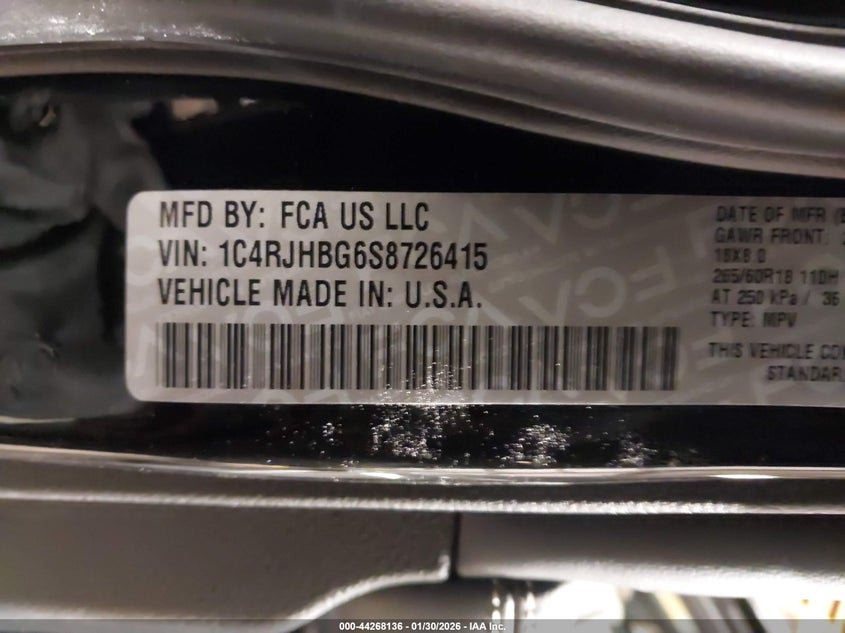 MFD BY: FCA US LLC
VIN: 1C4RJHBG6S8726415
VEHICLE MADE IN: U.S.A.
DATE OF MFR
GAWR FRONT:
18X8.0
265/60R18 110H
AT 250 kPa / 36
TYPE: MPV
THIS VEHICLE
STANDAR
000-44268136 - 01/30/2026 - IAA Inc.